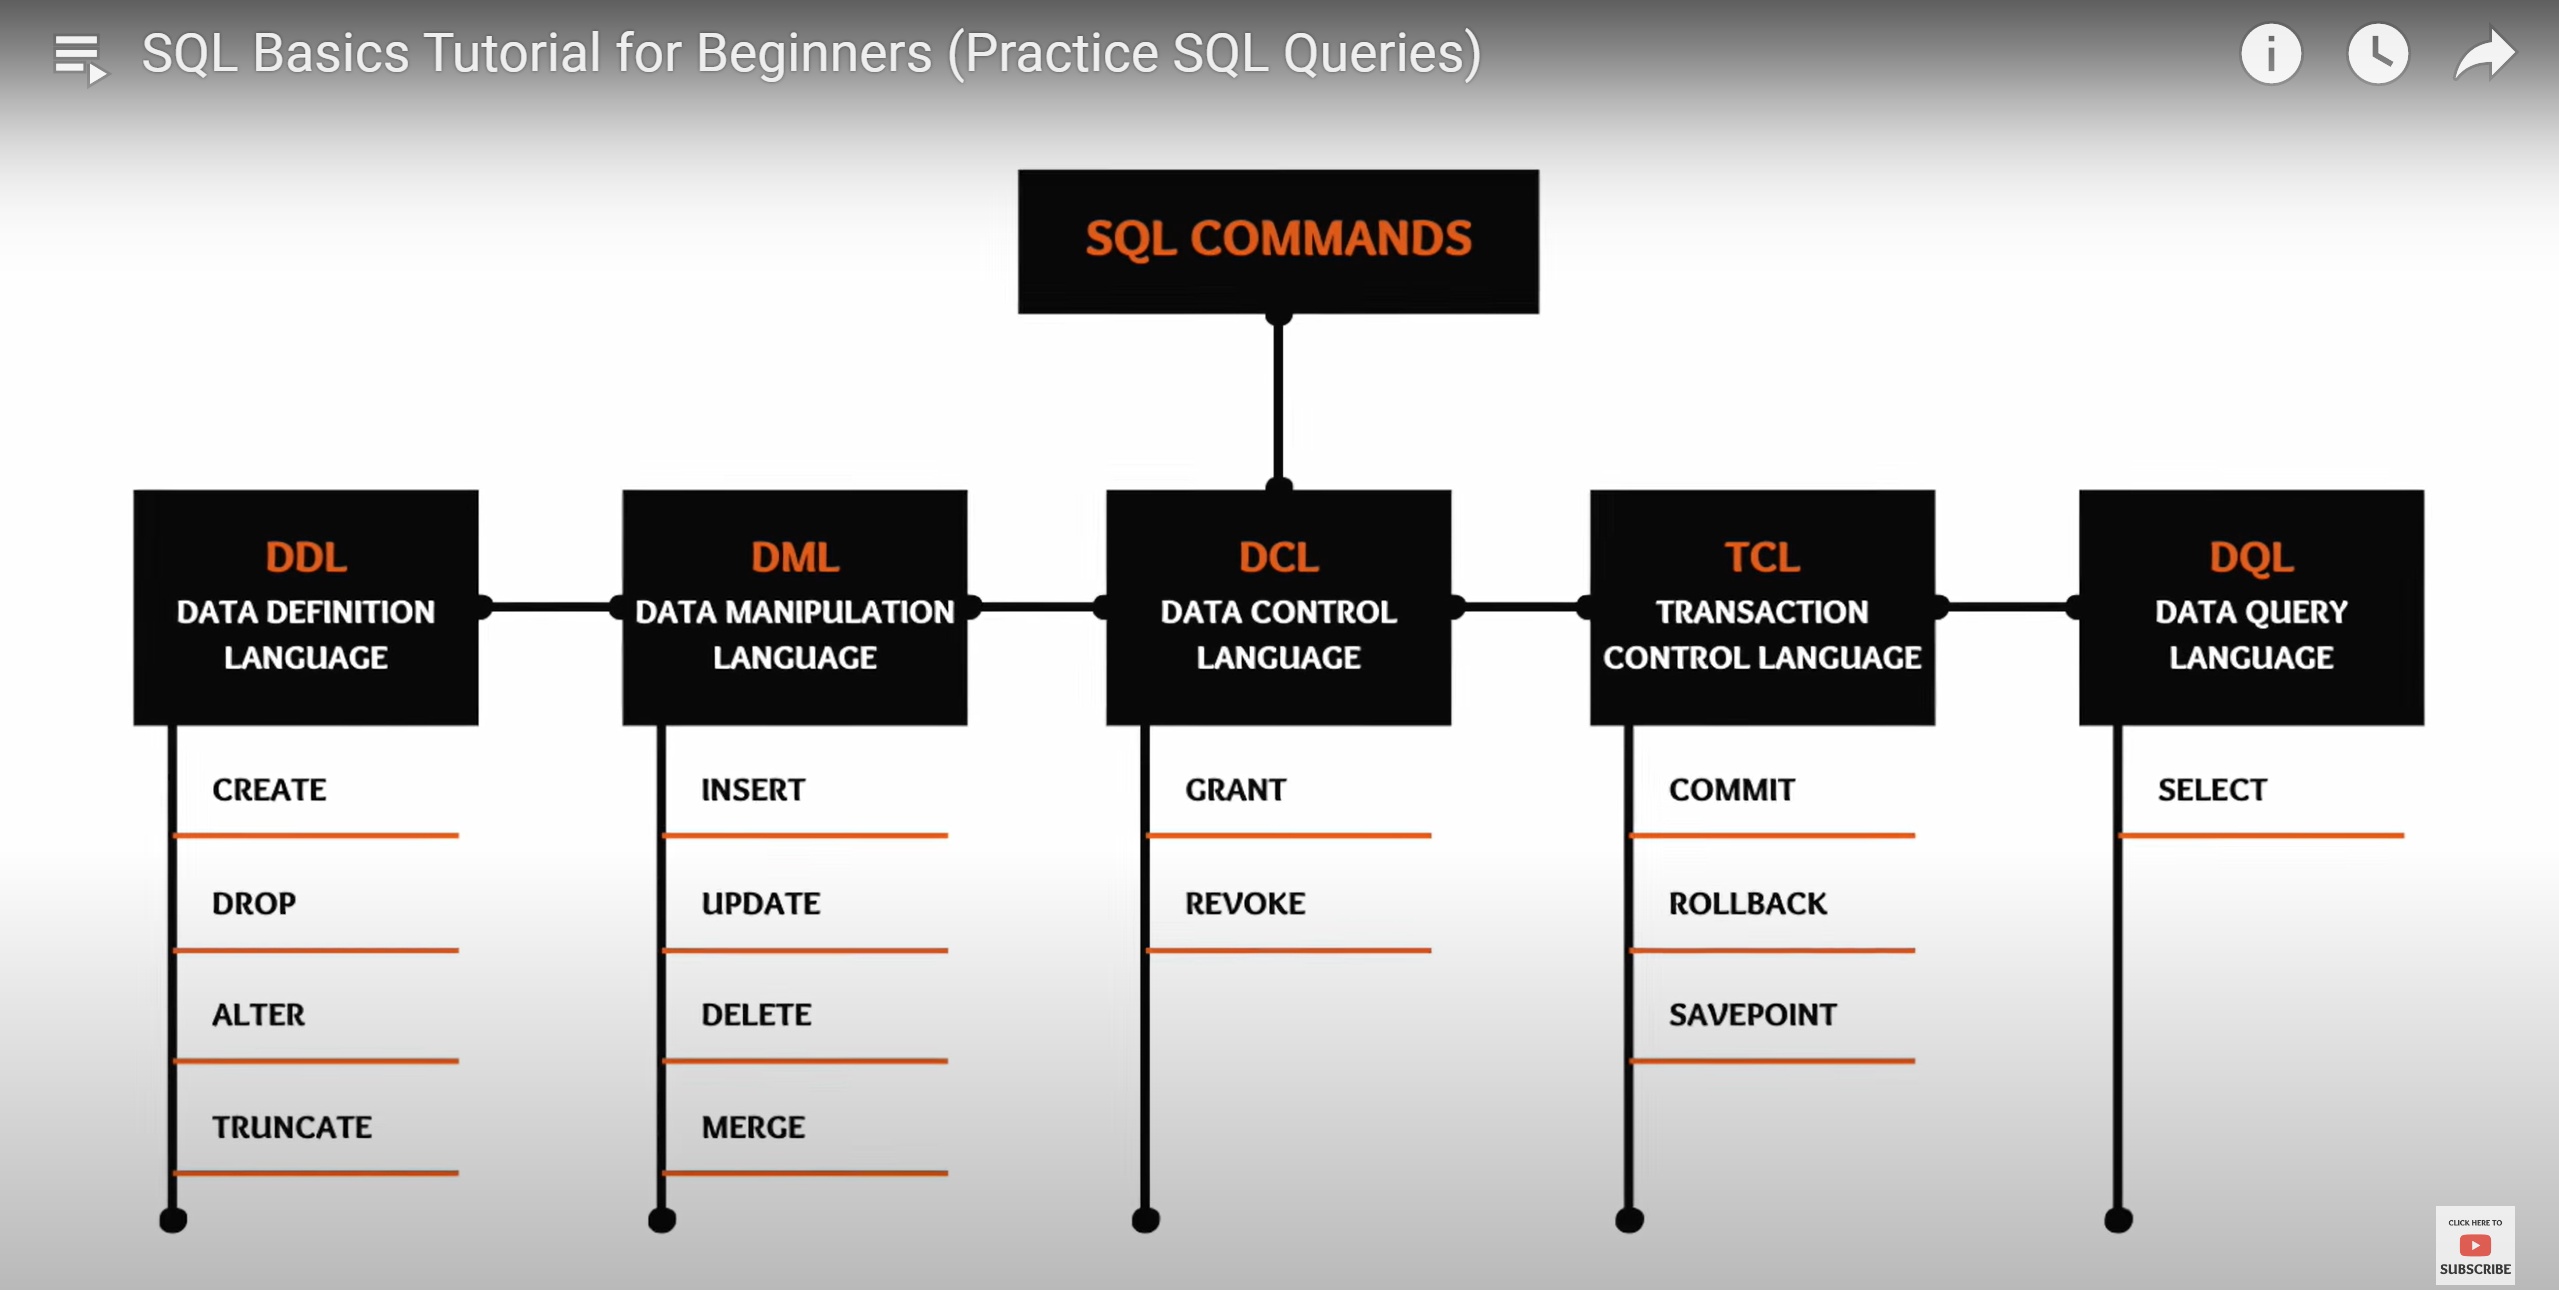 SQL Basics Tutorial for Beginners (Practice SQL Queries)
SQL COMMANDS
DDL
DATA DEFINITION
LANGUAGE
CREATE
DROP
ALTER
TRUNCATE
DML
DATA MANIPULATION
LANGUAGE
INSERT
UPDATE
DELETE
MERGE
DCL
DATA CONTROL
LANGUAGE
GRANT
REVOKE
TCL
TRANSACTION
CONTROL LANGUAGE
COMMIT
ROLLBACK
SAVEPOINT
DQL
DATA QUERY
LANGUAGE
SELECT
CLICK HERE TO
SUBSCRIBE